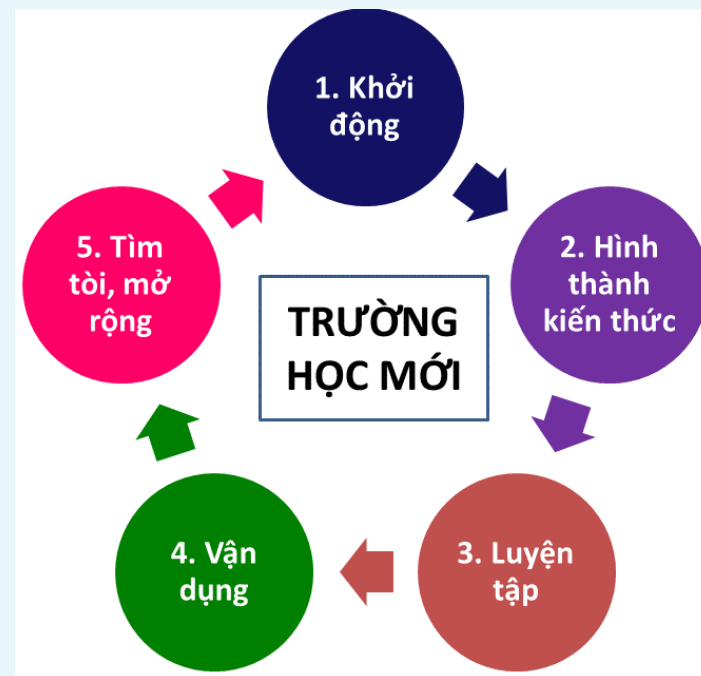 1. Khởi
động
2. Hình
thành
kiến thức
3. Luyện
tập
4. Vận
dụng
5. Tìm
tòi, mở
rộng
TRƯỜNG
HỌC MỚI